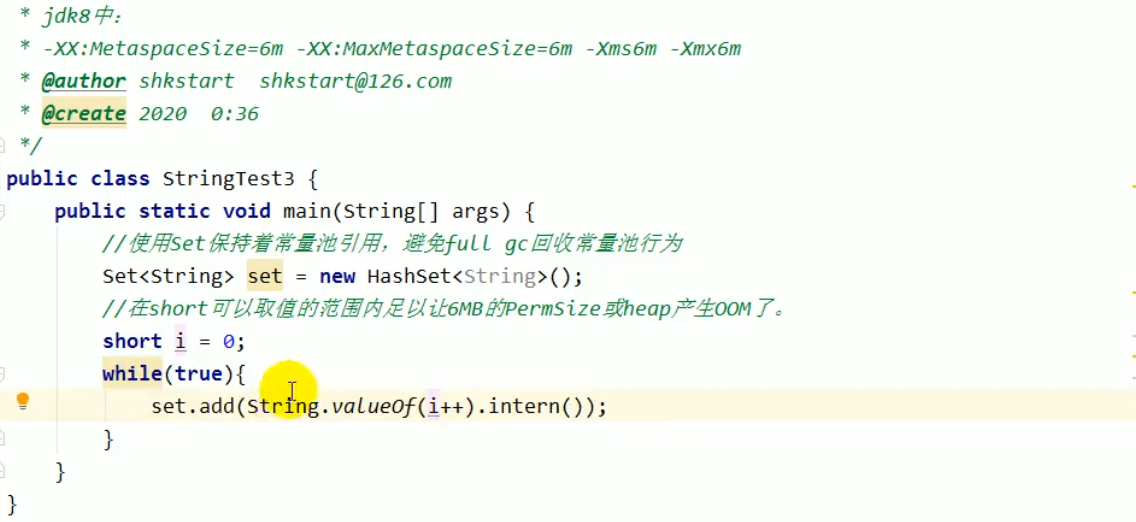 * jdk8中:
* -XX:MetaspaceSize=6m -XX:MaxMetaspaceSize=6m -Xms6m -Xmx6m
* @author shkstart  shkstart@126.com
* @create 2020  0:36
*/
public class StringTest3 {
    public static void main(String[] args) {
        //使用Set保持着常量池引用，避免full gc回收常量池行为
        Set<String> set = new HashSet<String>();
        //在short可以取值的范围内足以让6MB的PermSize或heap产生OOM了。
        short i = 0;
        while(true){
            set.add(String.valueOf(i++).intern());
        }
    }
}